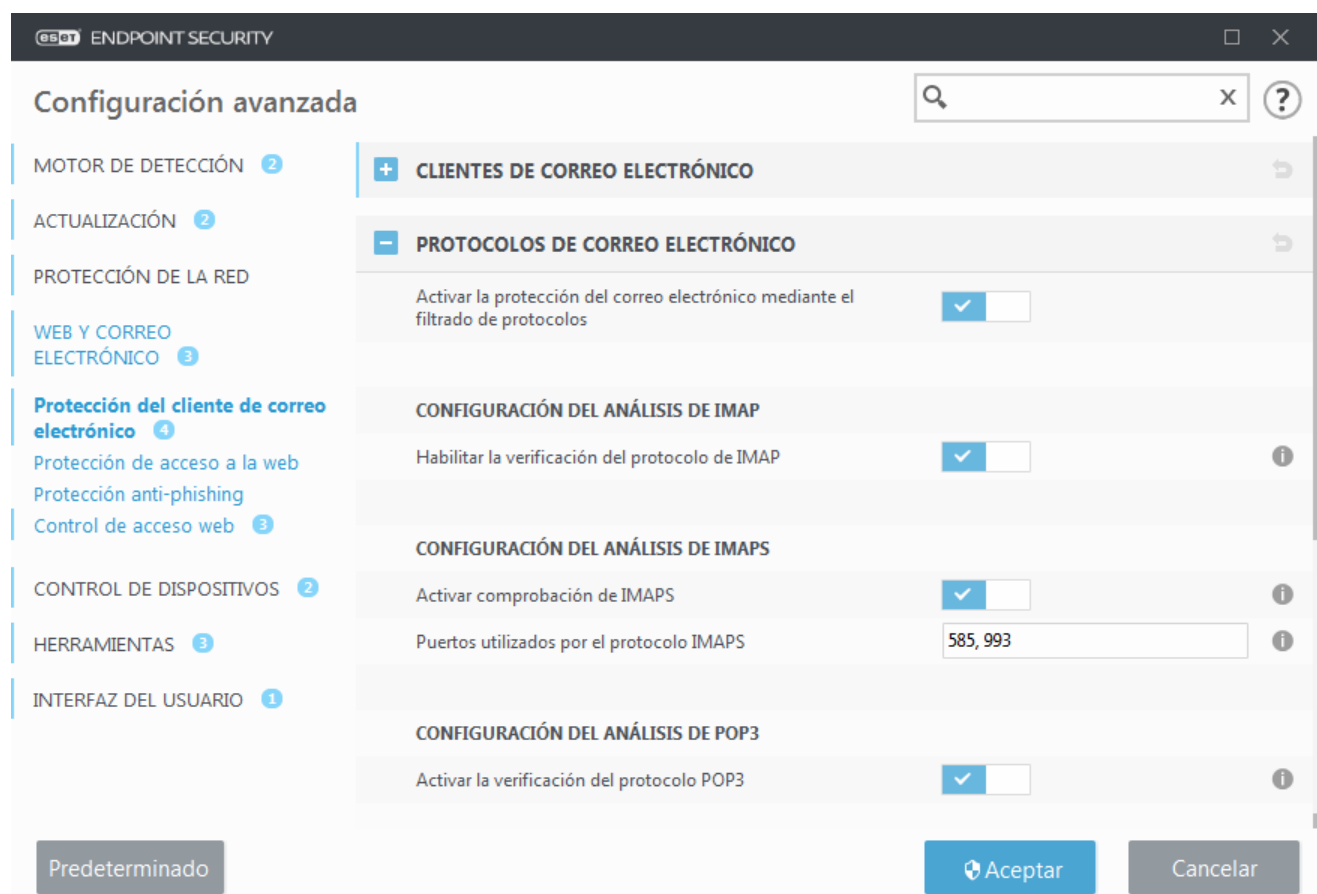 eset ENDPOINT SECURITY
Configuración avanzada
X
?
MOTOR DE DETECCIÓN 2
ACTUALIZACIÓN 2
PROTECCIÓN DE LA RED
WEB Y CORREO
ELECTRÓNICO 3
Protección del cliente de correo
electrónico 4
Protección de acceso a la web
Protección anti-phishing
Control de acceso web 3
CONTROL DE DISPOSITIVOS 2
HERRAMIENTAS 3
INTERFAZ DEL USUARIO 1
CLIENTES DE CORREO ELECTRÓNICO
PROTOCOLOS DE CORREO ELECTRÓNICO
Activar la protección del correo electrónico mediante el
filtrado de protocolos
CONFIGURACIÓN DEL ANÁLISIS DE IMAP
Habilitar la verificación del protocolo de IMAP
CONFIGURACIÓN DEL ANÁLISIS DE IMAPS
Activar comprobación de IMAPS
Puertos utilizados por el protocolo IMAPS
585, 993
CONFIGURACIÓN DEL ANÁLISIS DE POP3
Activar la verificación del protocolo POP3
Predeterminado
Aceptar
Cancelar